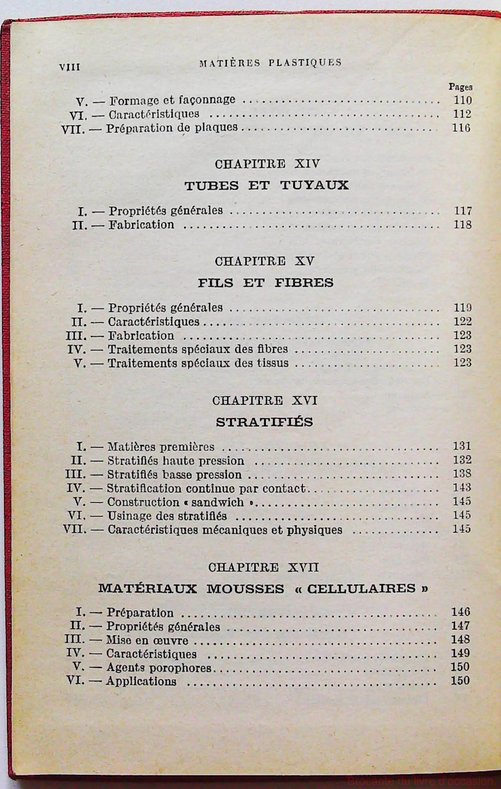 VIII MATIÈRES PLASTIQUES
Pages
V. — Formage et façonnage .............................. 110
VI. — Caractéristiques .............................. 112
VII. — Préparation de plaques .............................. 116
CHAPITRE XIV
TUBES ET TUYAUX
I. — Propriétés générales .............................. 117
II. — Fabrication .............................. 118
CHAPITRE XV
FILS ET FIBRES
I. — Propriétés générales .............................. 119
II. — Caractéristiques .............................. 122
III. — Fabrication .............................. 123
IV. — Traitements spéciaux des fibres .............................. 123
V. — Traitements spéciaux des tissus .............................. 123
CHAPITRE XVI
STRATIFIÉS
I. — Matières premières .............................. 131
II. — Stratifiés haute pression .............................. 132
III. — Stratifiés basse pression .............................. 138
IV. — Stratification continue par contact .............................. 143
V. — Construction « sandwich » .............................. 145
VI. — Usinage des stratifiés .............................. 145
VII. — Caractéristiques mécaniques et physiques .............................. 145
CHAPITRE XVII
MATÉRIAUX MOUSSES « CELLULAIRES »
I. — Préparation .............................. 146
II. — Propriétés générales .............................. 147
III. — Mise en œuvre .............................. 148
IV. — Caractéristiques .............................. 149
V. — Agents porophores .............................. 150
VI. — Applications .............................. 150